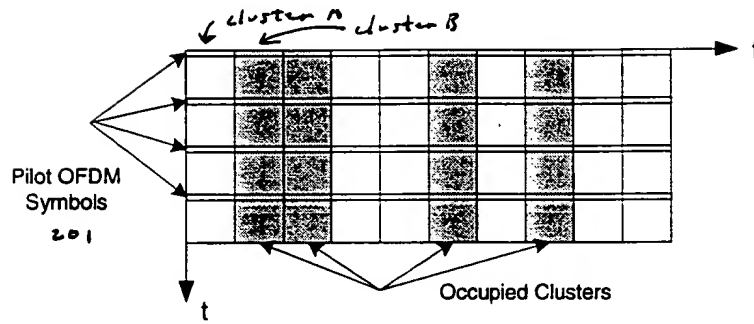 cluster A
cluster B
f
Pilot OFDM
Symbols
201
Occupied Clusters
t